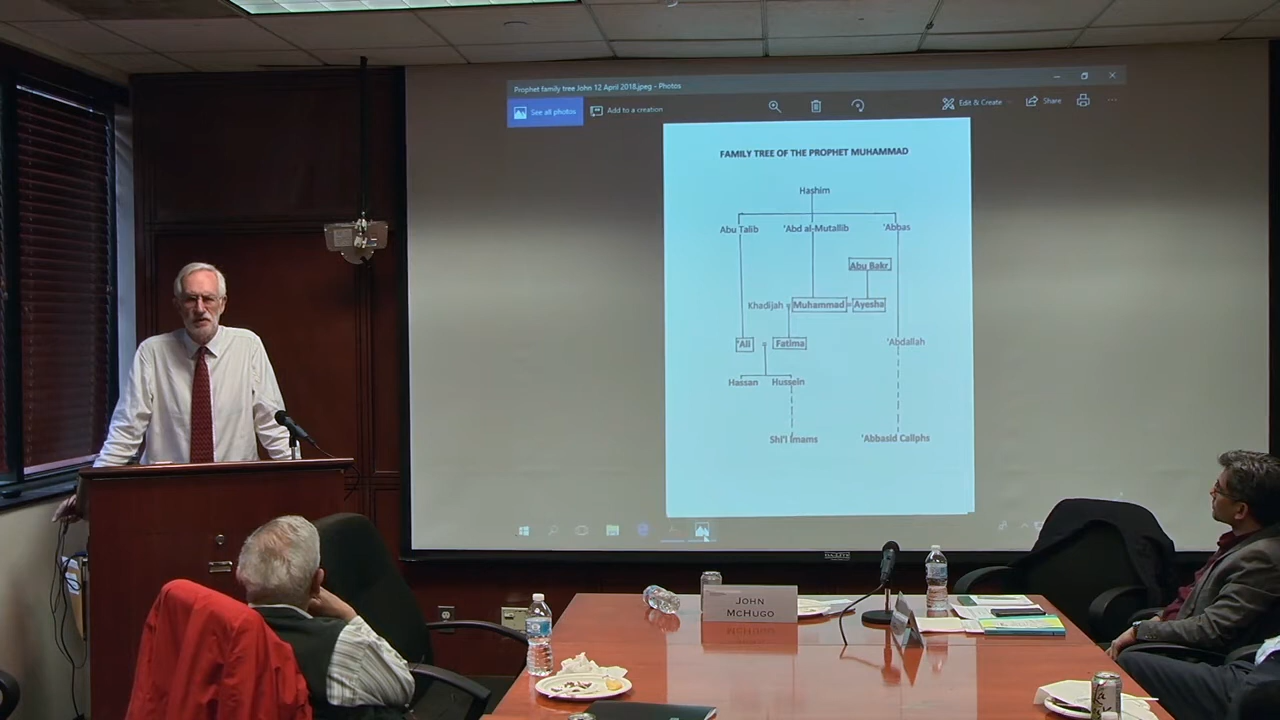 Prophet family tree John 12 April 2018.jpeg - Photos
See all photos
Add to a creation
Edit & Create
Share
FAMILY TREE OF THE PROPHET MUHAMMAD
Hashim
Abu Talib 'Abd al-Mutallib 'Abbas
Abu Bakr
Khadijah = Muhammad = Ayesha
'Ali = Fatima 'Abdallah
Hassan Hussein
Shi'i Imams 'Abbasid Caliphs
JOHN
MCHUGO